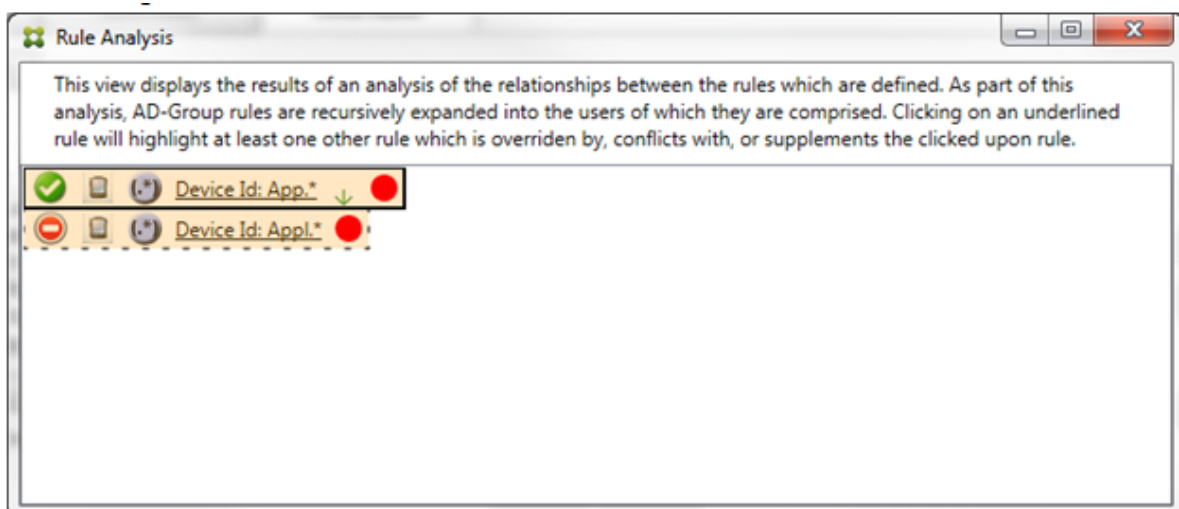 Rule Analysis
This view displays the results of an analysis of the relationships between the rules which are defined. As part of this
analysis, AD-Group rules are recursively expanded into the users of which they are comprised. Clicking on an underlined
rule will highlight at least one other rule which is overriden by, conflicts with, or supplements the clicked upon rule.
(.*) Device Id: App.*
(.*) Device Id: Appl.*